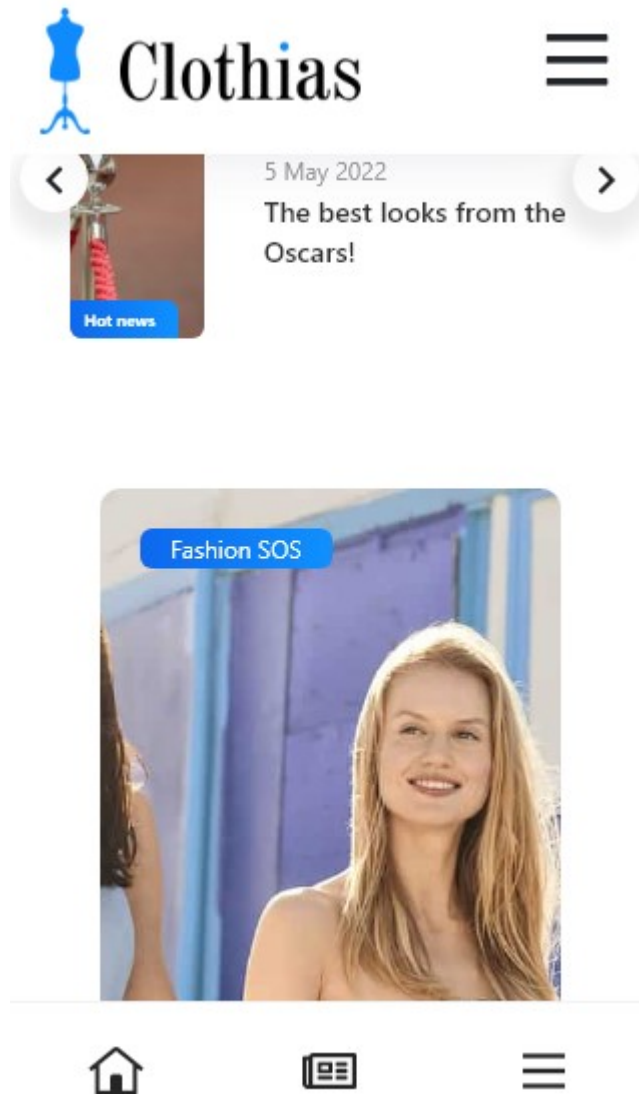 Clothias
5 May 2022
The best looks from the
Oscars!
Hot news
Fashion SOS